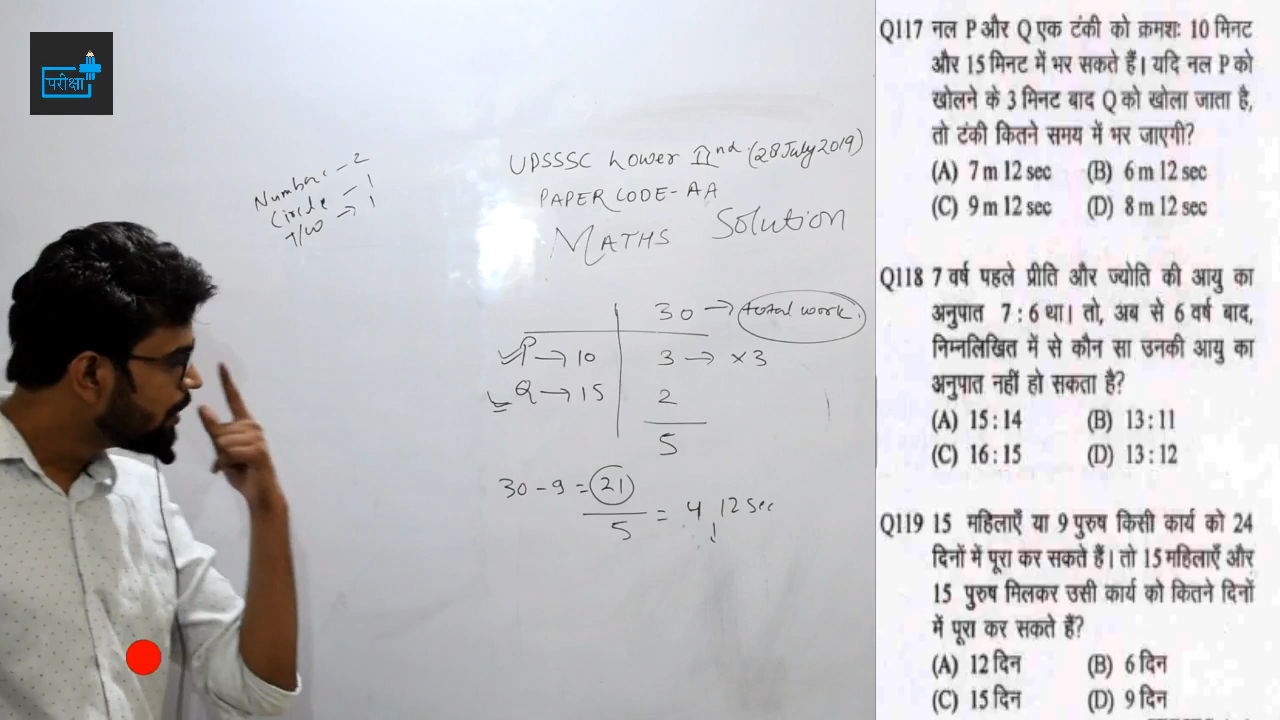 परीक्षा
Number - 2
Circle - 1
T/W → 1
UPSSSC Lower IInd (28 July 2019)
PAPER CODE - AA
MATHS Solution
30 → total work.
P → 10 3 → ×3
Q → 15 2
5
30 - 9 = 21
5 = 4 12 sec
Q117 नल P और Q एक टंकी को क्रमशः 10 मिनट
और 15 मिनट में भर सकते हैं। यदि नल P को
खोलने के 3 मिनट बाद Q को खोला जाता है,
तो टंकी कितने समय में भर जाएगी?
(A) 7 m 12 sec (B) 6 m 12 sec
(C) 9 m 12 sec (D) 8 m 12 sec
Q118 7 वर्ष पहले प्रीति और ज्योति की आयु का
अनुपात 7 : 6 था। तो, अब से 6 वर्ष बाद,
निम्नलिखित में से कौन सा उनकी आयु का
अनुपात नहीं हो सकता है?
(A) 15 : 14 (B) 13 : 11
(C) 16 : 15 (D) 13 : 12
Q119 15 महिलाएँ या 9 पुरुष किसी कार्य को 24
दिनों में पूरा कर सकते हैं। तो 15 महिलाएँ और
15 पुरुष मिलकर उसी कार्य को कितने दिनों
में पूरा कर सकते हैं?
(A) 12 दिन (B) 6 दिन
(C) 15 दिन (D) 9 दिन